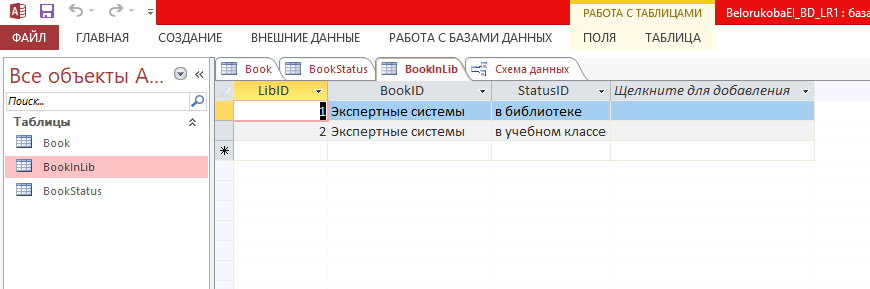 РАБОТА С ТАБЛИЦАМИ
BelorukobaEI_BD_LR1 : база
ФАЙЛ ГЛАВНАЯ СОЗДАНИЕ ВНЕШНИЕ ДАННЫЕ РАБОТА С БАЗАМИ ДАННЫХ ПОЛЯ ТАБЛИЦА
Все объекты A...
Book BookStatus BookInLib Схема данных
LibID BookID StatusID Щелкните для добавления
Поиск...
1 Экспертные системы в библиотеке
Таблицы
2 Экспертные системы в учебном классе
Book
BookInLib
BookStatus